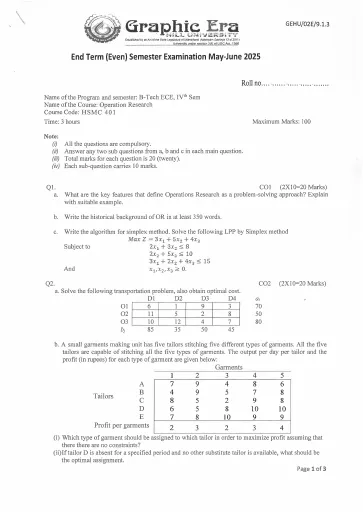 GEHU/02E/9.1.3
Graphic Era
HILL UNIVERSITY
End Term (Even) Semester Examination May-June 2025
Roll no.... ......... ..... ..... .......
Name of the Program and semester: B-Tech ECE, IVth Sem
Name of the Course: Operation Research
Course Code: HSMC 401
Time: 3 hours Maximum Marks: 100
Note:
(i) All the questions are compulsory.
(ii) Answer any two sub questions from a, b and c in each main question.
(iii) Total marks for each question is 20 (twenty).
(iv) Each sub-question carries 10 marks.
Q1. CO1 (2X10=20 Marks)
a. What are the key features that define Operations Research as a problem-solving approach? Explain
with suitable example.
b. Write the historical background of OR in at least 350 words.
c. Write the algorithm for simplex method. Solve the following LPP by Simplex method
Max Z = 3x₁ + 5x₂ + 4x₃
Subject to 2x₁ + 3x₂ ≤ 8
2x₂ + 5x₃ ≤ 10
3x₁ + 2x₂ + 4x₃ ≤ 15
And x₁, x₂, x₃ ≥ 0
Q2. CO2 (2X10=20 Marks)
a. Solve the following transportation problem, also obtain optimal cost.
D1 D2 D3 D4
O1 6 1 9 3 70
O2 11 5 2 8 50
O3 10 12 4 7 80
85 35 50 45
b. A small garments making unit has five tailors stitching five different types of garments. All the five
tailors are capable of stitching all the five types of garments. The output per day per tailor and the
profit (in rupees) for each type of garment are given below:
Garments
1 2 3 4 5
A 7 9 4 8 6
B 4 9 5 7 8
Tailors C 8 5 2 9 8
D 6 5 8 10 10
E 7 8 10 9 9
Profit per garments 2 3 2 3 4
(i) Which type of garment should be assigned to which tailor in order to maximize profit assuming that
there there are no constraints?
(ii)If tailor D is absent for a specified period and no other substitute tailor is available, what should be
the optimal assignment.
Page 1 of 3